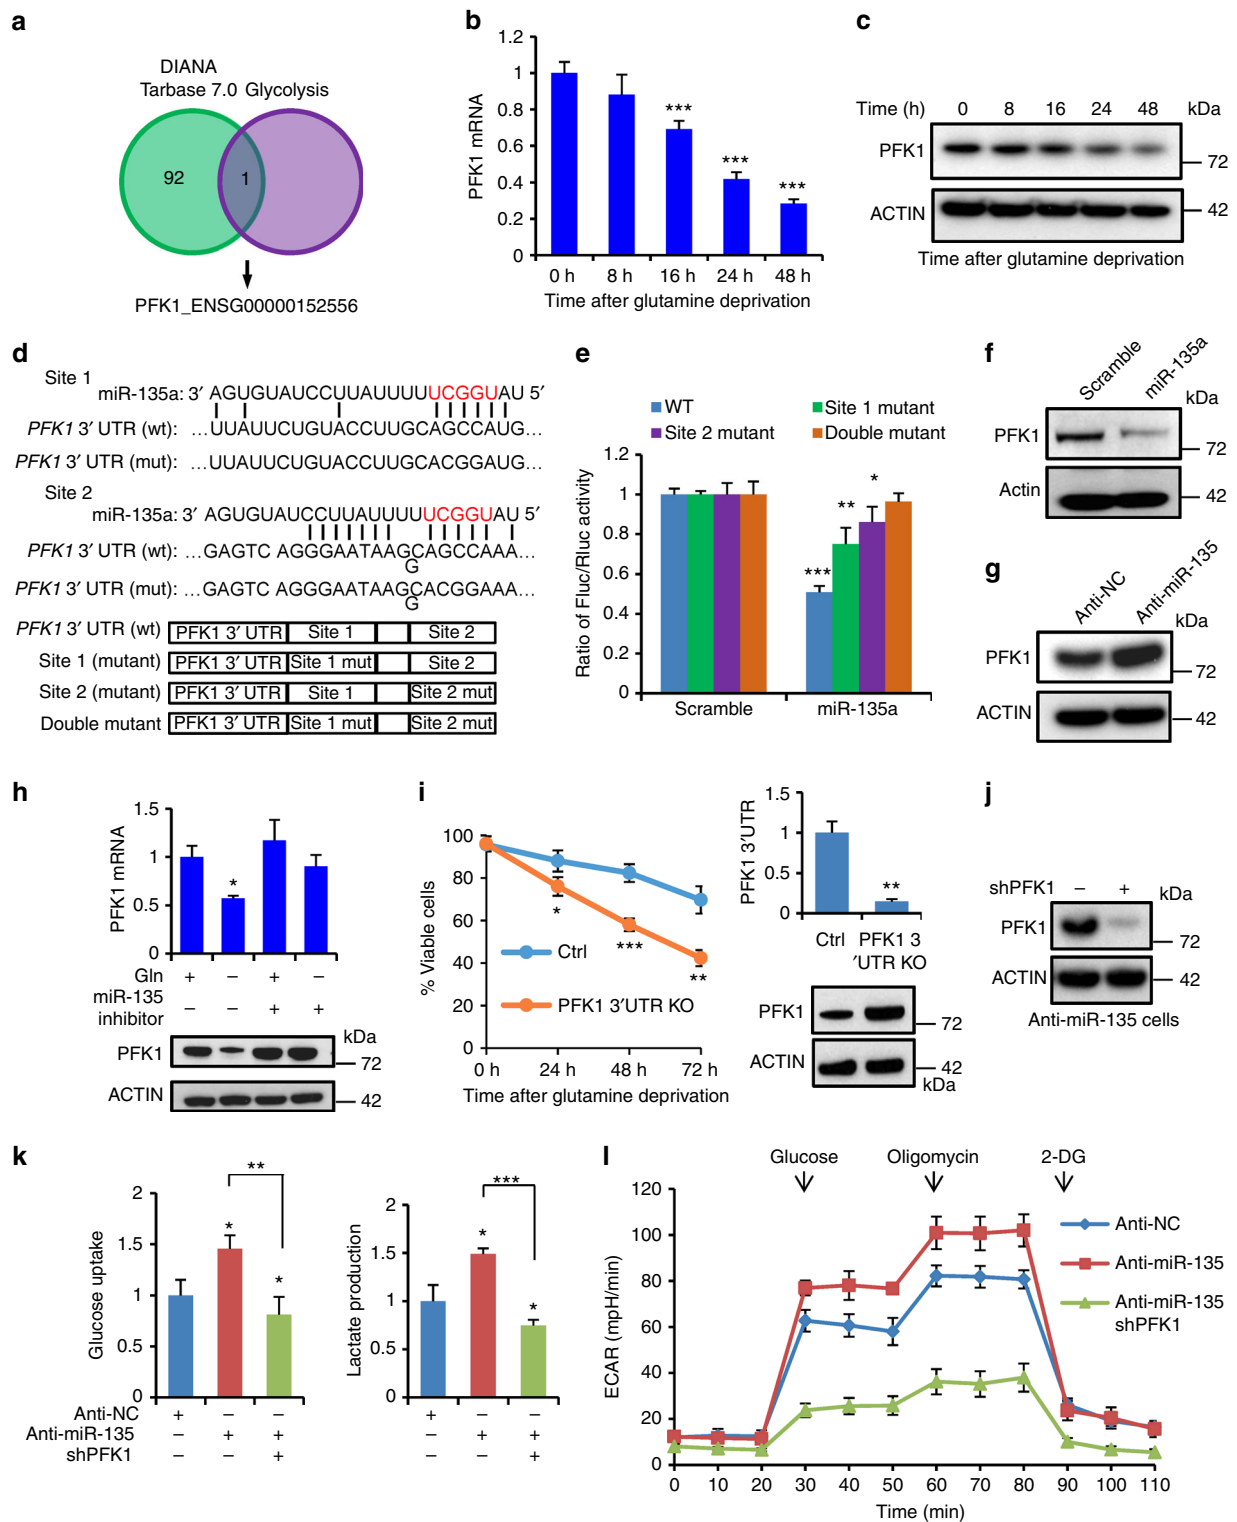 a
DIANA
Tarbase 7.0 Glycolysis
92
1
PFK1_ENSG00000152556
b
PFK1 mRNA
1.2
1
0.8
0.6
0.4
0.2
0
***
***
***
0 h 8 h 16 h 24 h 48 h
Time after glutamine deprivation
c
Time (h) 0 8 16 24 48 kDa
PFK1
72
ACTIN
42
Time after glutamine deprivation
d
Site 1
miR-135a: 3′ AGUGUAUCCUUAUUUUUCGGUAU 5′
PFK1 3′ UTR (wt): ...UUAUUCUGUACCUUGCAGCCAUG...
PFK1 3′ UTR (mut): ...UUAUUCUGUACCUUGCACGGAUG...
Site 2
miR-135a: 3′ AGUGUAUCCUUAUUUUUCGGUAU 5′
PFK1 3′ UTR (wt): ...GAGTC AGGGAATAAGCAGCCAAA...
G
PFK1 3′ UTR (mut): ...GAGTC AGGGAATAAGCACGGAAA...
G
PFK1 3′ UTR (wt) PFK1 3′ UTR Site 1 Site 2
Site 1 (mutant) PFK1 3′ UTR Site 1 mut Site 2
Site 2 (mutant) PFK1 3′ UTR Site 1 Site 2 mut
Double mutant PFK1 3′ UTR Site 1 mut Site 2 mut
e
WT Site 1 mutant
Site 2 mutant Double mutant
Ratio of Fluc/Rluc activity
1.2
1
0.8
0.6
0.4
0.2
0
***
**
*
Scramble miR-135a
f
Scramble miR-135a
kDa
PFK1
72
Actin
42
g
Anti-NC Anti-miR-135
kDa
PFK1
72
ACTIN
42
h
PFK1 mRNA
1.5
1
0.5
0
*
Gln + − + −
miR-135
inhibitor − − + +
kDa
PFK1
72
ACTIN
42
i
% Viable cells
100
80
60
40
20
0
*
***
**
Ctrl
PFK1 3′UTR KO
0 h 24 h 48 h 72 h
Time after glutamine deprivation
PFK1 3′UTR
1.5
1
0.5
0
**
Ctrl PFK1 3
′UTR KO
PFK1
72
ACTIN
42
kDa
j
shPFK1 − + kDa
PFK1
72
ACTIN
42
Anti-miR-135 cells
k
Glucose uptake
2
1.5
1
0.5
0
**
*
*
Lactate production
2
1.5
1
0.5
0
***
*
*
Anti-NC + − − + − −
Anti-miR-135 − + + − + +
shPFK1 − − + − − +
l
Glucose Oligomycin 2-DG
ECAR (mpH/min)
120
100
80
60
40
20
0
Anti-NC
Anti-miR-135
Anti-miR-135
shPFK1
0 10 20 30 40 50 60 70 80 90 100 110
Time (min)